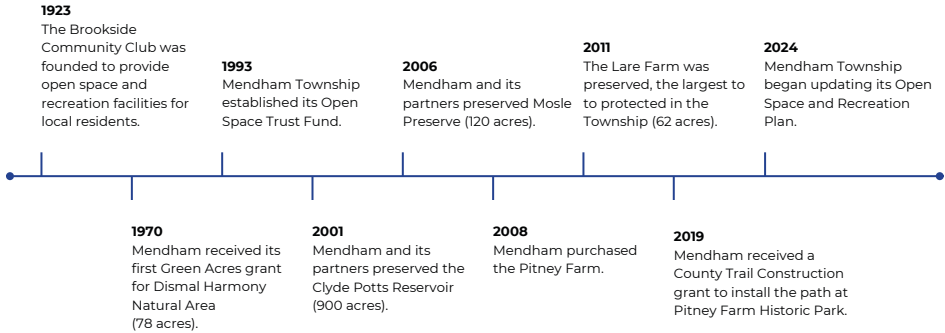 1923
The Brookside
Community Club was
founded to provide
open space and
recreation facilities for
local residents.
1993
Mendham Township
established its Open
Space Trust Fund.
2006
Mendham and its
partners preserved Mosle
Preserve (120 acres).
2011
The Lare Farm was
preserved, the largest to
to protected in the
Township (62 acres).
2024
Mendham Township
began updating its Open
Space and Recreation
Plan.
1970
Mendham received its
first Green Acres grant
for Dismal Harmony
Natural Area
(78 acres).
2001
Mendham and its
partners preserved the
Clyde Potts Reservoir
(900 acres).
2008
Mendham purchased
the Pitney Farm.
2019
Mendham received a
County Trail Construction
grant to install the path at
Pitney Farm Historic Park.